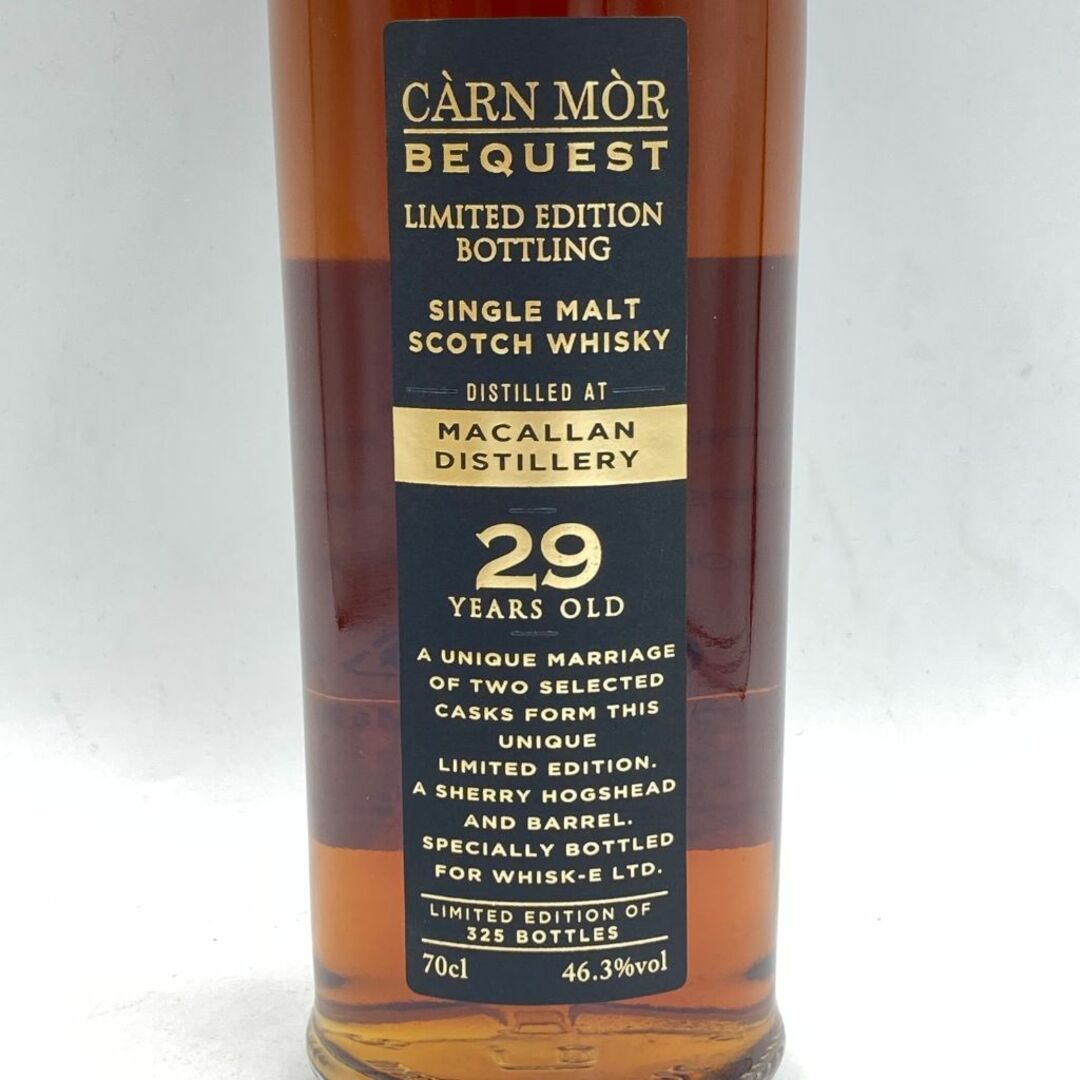 CÀRN MÒR
BEQUEST
LIMITED EDITION
BOTTLING
SINGLE MALT
SCOTCH WHISKY
DISTILLED AT
MACALLAN
DISTILLERY
29
YEARS OLD
A UNIQUE MARRIAGE
OF TWO SELECTED
CASKS FORM THIS
UNIQUE
LIMITED EDITION.
A SHERRY HOGSHEAD
AND BARREL.
SPECIALLY BOTTLED
FOR WHISK-E LTD.
LIMITED EDITION OF
325 BOTTLES
70cl 46.3%vol